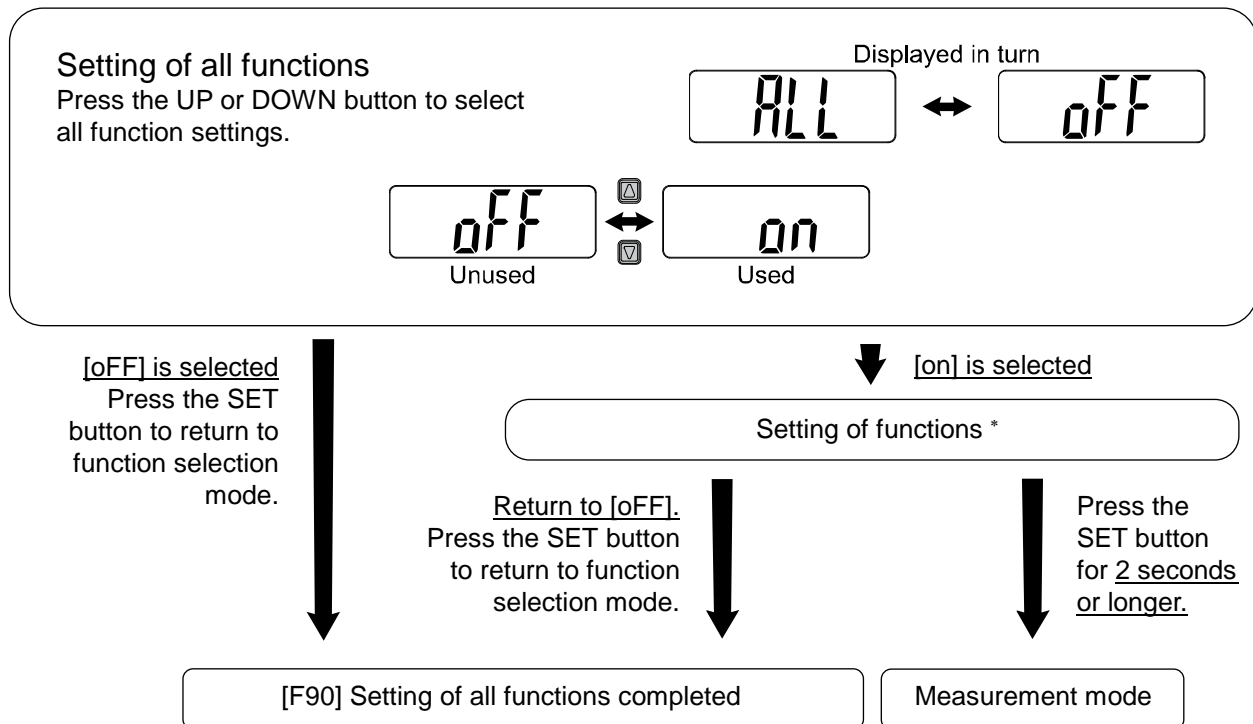 Setting of all functions
Press the UP or DOWN button to select
all function settings.
Displayed in turn
ALL
oFF
oFF
on
Unused
Used
[oFF] is selected
Press the SET
button to return to
function selection
mode.
[on] is selected
Setting of functions *
Return to [oFF].
Press the SET button
to return to function
selection mode.
Press the
SET button
for 2 seconds
or longer.
[F90] Setting of all functions completed
Measurement mode